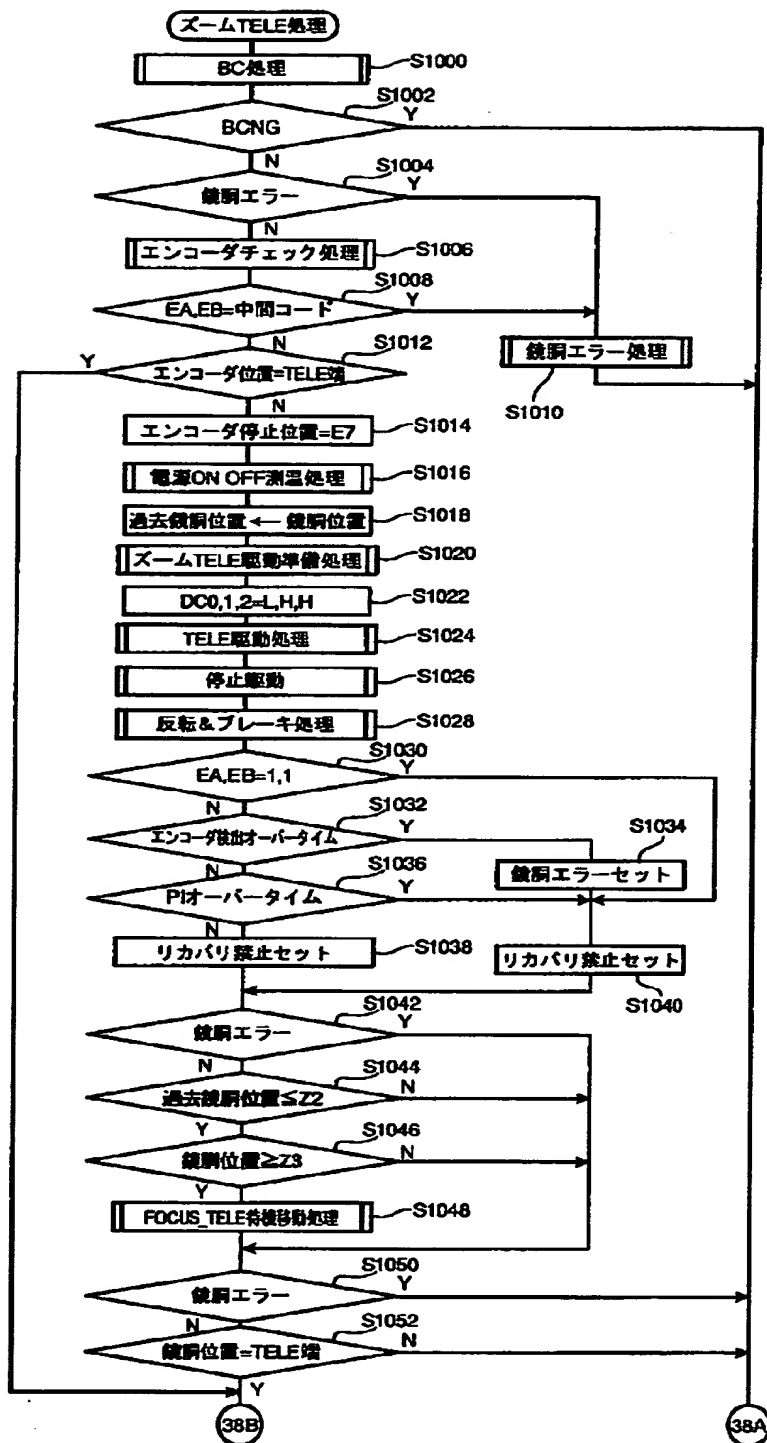 ズームTELE処理
BC処理
S1000
BCNG
S1002
Y
N
鏡胴エラー
S1004
Y
N
エンコーダチェック処理
S1006
EA,EB=中間コード
S1008
Y
N
エンコーダ位置=TELE端
S1012
Y
N
鏡胴エラー処理
S1010
エンコーダ停止位置=E7
S1014
電源ON OFF測温処理
S1016
過去鏡胴位置 ← 鏡胴位置
S1018
ズームTELE駆動準備処理
S1020
DC0,1,2=L,H,H
S1022
TELE駆動処理
S1024
停止駆動
S1026
反転&ブレーキ処理
S1028
EA,EB=1,1
S1030
Y
N
エンコーダ検出オーバータイム
S1032
Y
N
鏡胴エラーセット
S1034
PIオーバータイム
S1036
Y
N
リカバリ禁止セット
S1038
リカバリ禁止セット
S1040
鏡胴エラー
S1042
Y
N
過去鏡胴位置≦Z2
S1044
N
Y
鏡胴位置≧Z3
S1046
N
Y
FOCUS_TELE待機移動処理
S1048
鏡胴エラー
S1050
Y
N
鏡胴位置=TELE端
S1052
N
Y
38B
38A